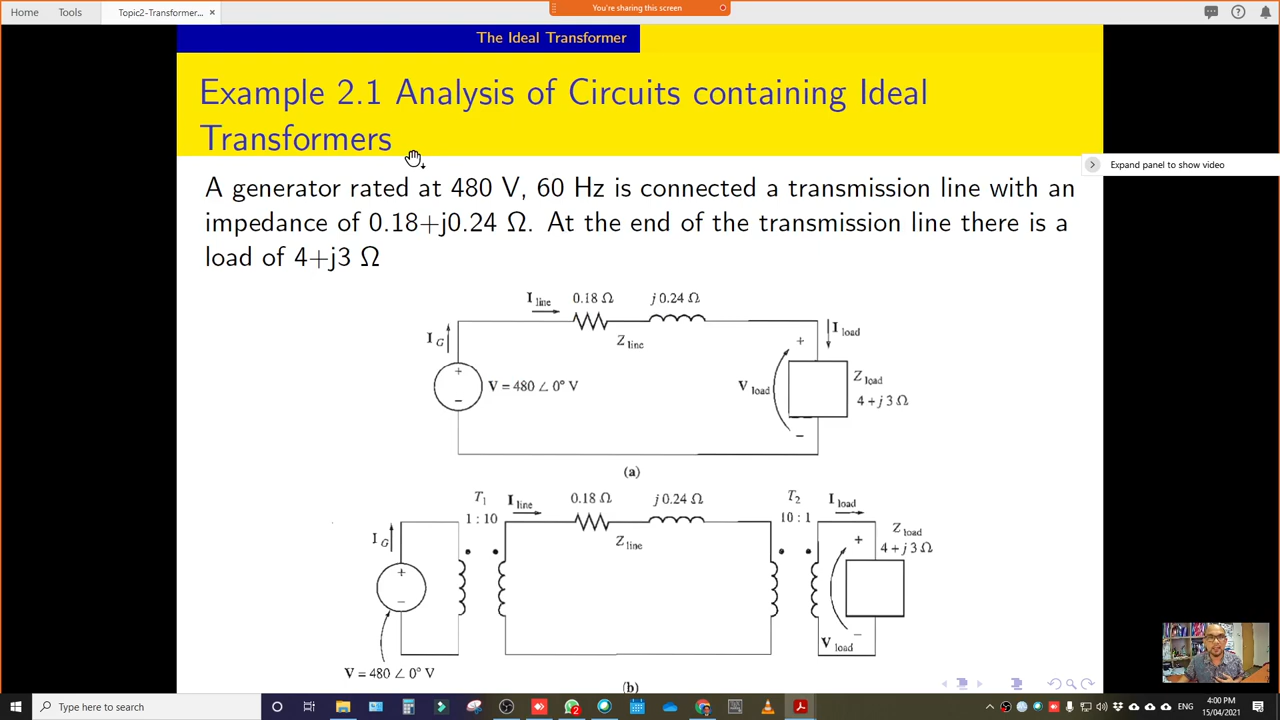 Home Tools Topic2-Transformer... ×
You're sharing this screen
The Ideal Transformer
Example 2.1 Analysis of Circuits containing Ideal
Transformers
Expand panel to show video
A generator rated at 480 V, 60 Hz is connected a transmission line with an
impedance of 0.18+j0.24 Ω. At the end of the transmission line there is a
load of 4+j3 Ω
I line 0.18 Ω j 0.24 Ω
I G Z line I load
+ +
V = 480 ∠ 0° V V load Z load
− 4 + j 3 Ω
−
(a)
T1 I line 0.18 Ω j 0.24 Ω T2 I load
1 : 10 10 : 1 Z load
I G Z line + 4 + j 3 Ω
+
−
− V load
V = 480 ∠ 0° V
(b)
Type here to search
2
ENG
4:00 PM
15/04/2021